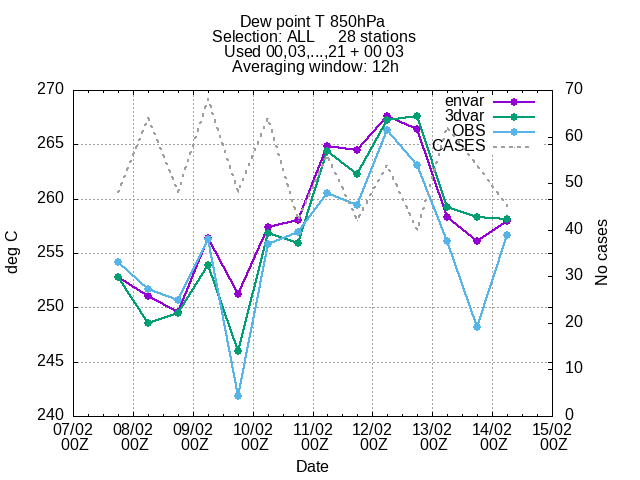 Dew point T 850hPa
Selection: ALL 28 stations
Used 00,03,...,21 + 00 03
Averaging window: 12h
270
265
260
255
250
245
240
deg C
envar
3dvar
OBS
CASES
70
60
50
40
30
20
10
0
No cases
07/02 08/02 09/02 10/02 11/02 12/02 13/02 14/02 15/02
00Z 00Z 00Z 00Z 00Z 00Z 00Z 00Z 00Z
Date